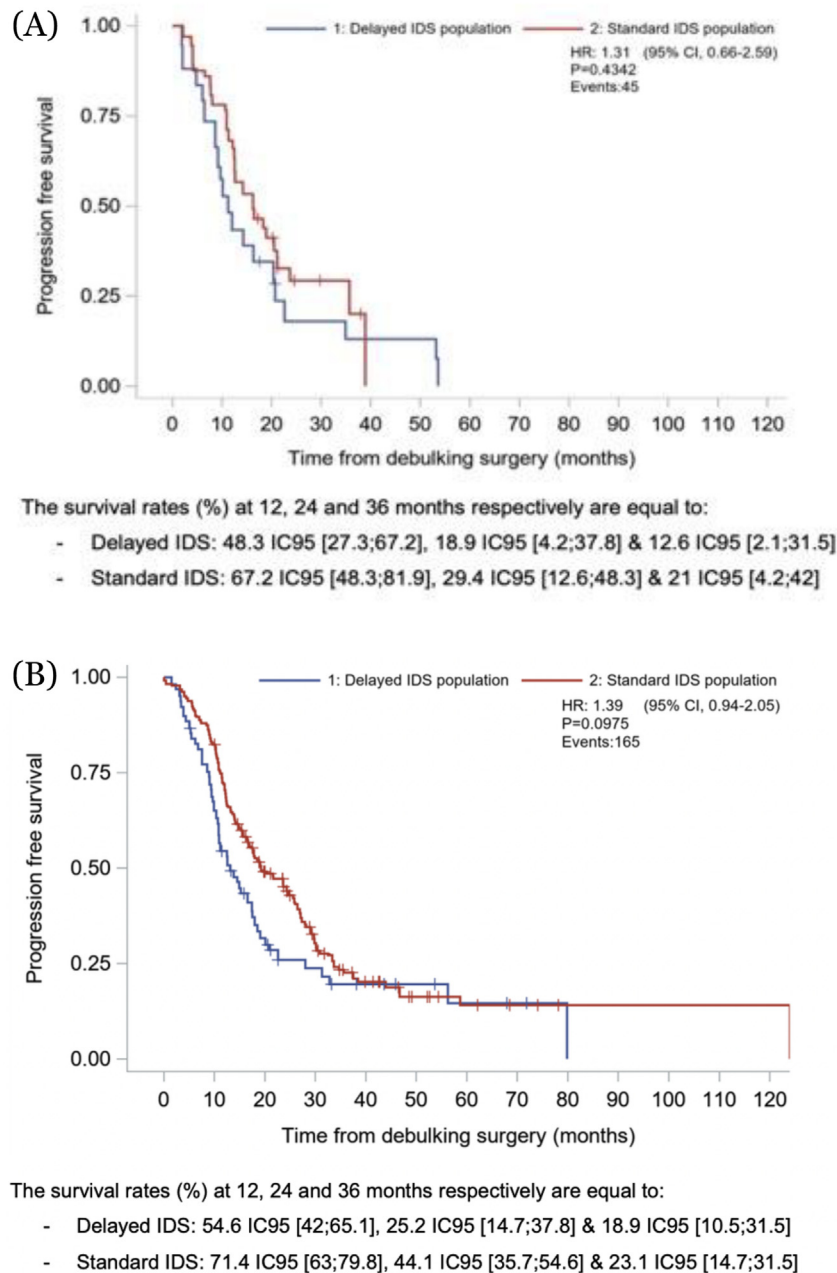 (A)
1: Delayed IDS population 2: Standard IDS population
HR: 1.31 (95% CI, 0.66-2.59)
P=0.4342
Events:45
Progression free survival
1.00
0.75
0.50
0.25
0.00
0 10 20 30 40 50 60 70 80 90 100 110 120
Time from debulking surgery (months)
The survival rates (%) at 12, 24 and 36 months respectively are equal to:
- Delayed IDS: 48.3 IC95 [27.3;67.2], 18.9 IC95 [4.2;37.8] & 12.6 IC95 [2.1;31.5]
- Standard IDS: 67.2 IC95 [48.3;81.9], 29.4 IC95 [12.6;48.3] & 21 IC95 [4.2;42]
(B)
1: Delayed IDS population 2: Standard IDS population
HR: 1.39 (95% CI, 0.94-2.05)
P=0.0975
Events:165
Progression free survival
1.00
0.75
0.50
0.25
0.00
0 10 20 30 40 50 60 70 80 90 100 110 120
Time from debulking surgery (months)
The survival rates (%) at 12, 24 and 36 months respectively are equal to:
- Delayed IDS: 54.6 IC95 [42;65.1], 25.2 IC95 [14.7;37.8] & 18.9 IC95 [10.5;31.5]
- Standard IDS: 71.4 IC95 [63;79.8], 44.1 IC95 [35.7;54.6] & 23.1 IC95 [14.7;31.5]